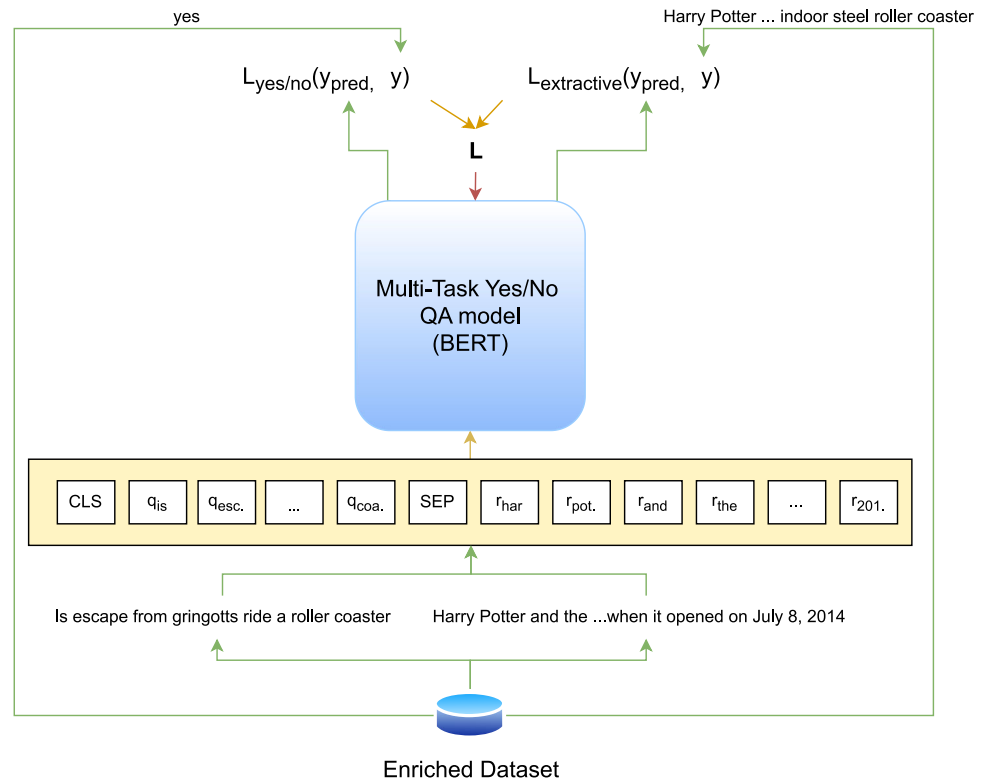 yes
Harry Potter ... indoor steel roller coaster
Lyes/no(ypred, y)
Lextractive(ypred, y)
L
Multi-Task Yes/No
QA model
(BERT)
CLS qis qesc. ... qcoa. SEP rhar rpot. rand rthe ... r201.
Is escape from gringotts ride a roller coaster
Harry Potter and the ...when it opened on July 8, 2014
Enriched Dataset